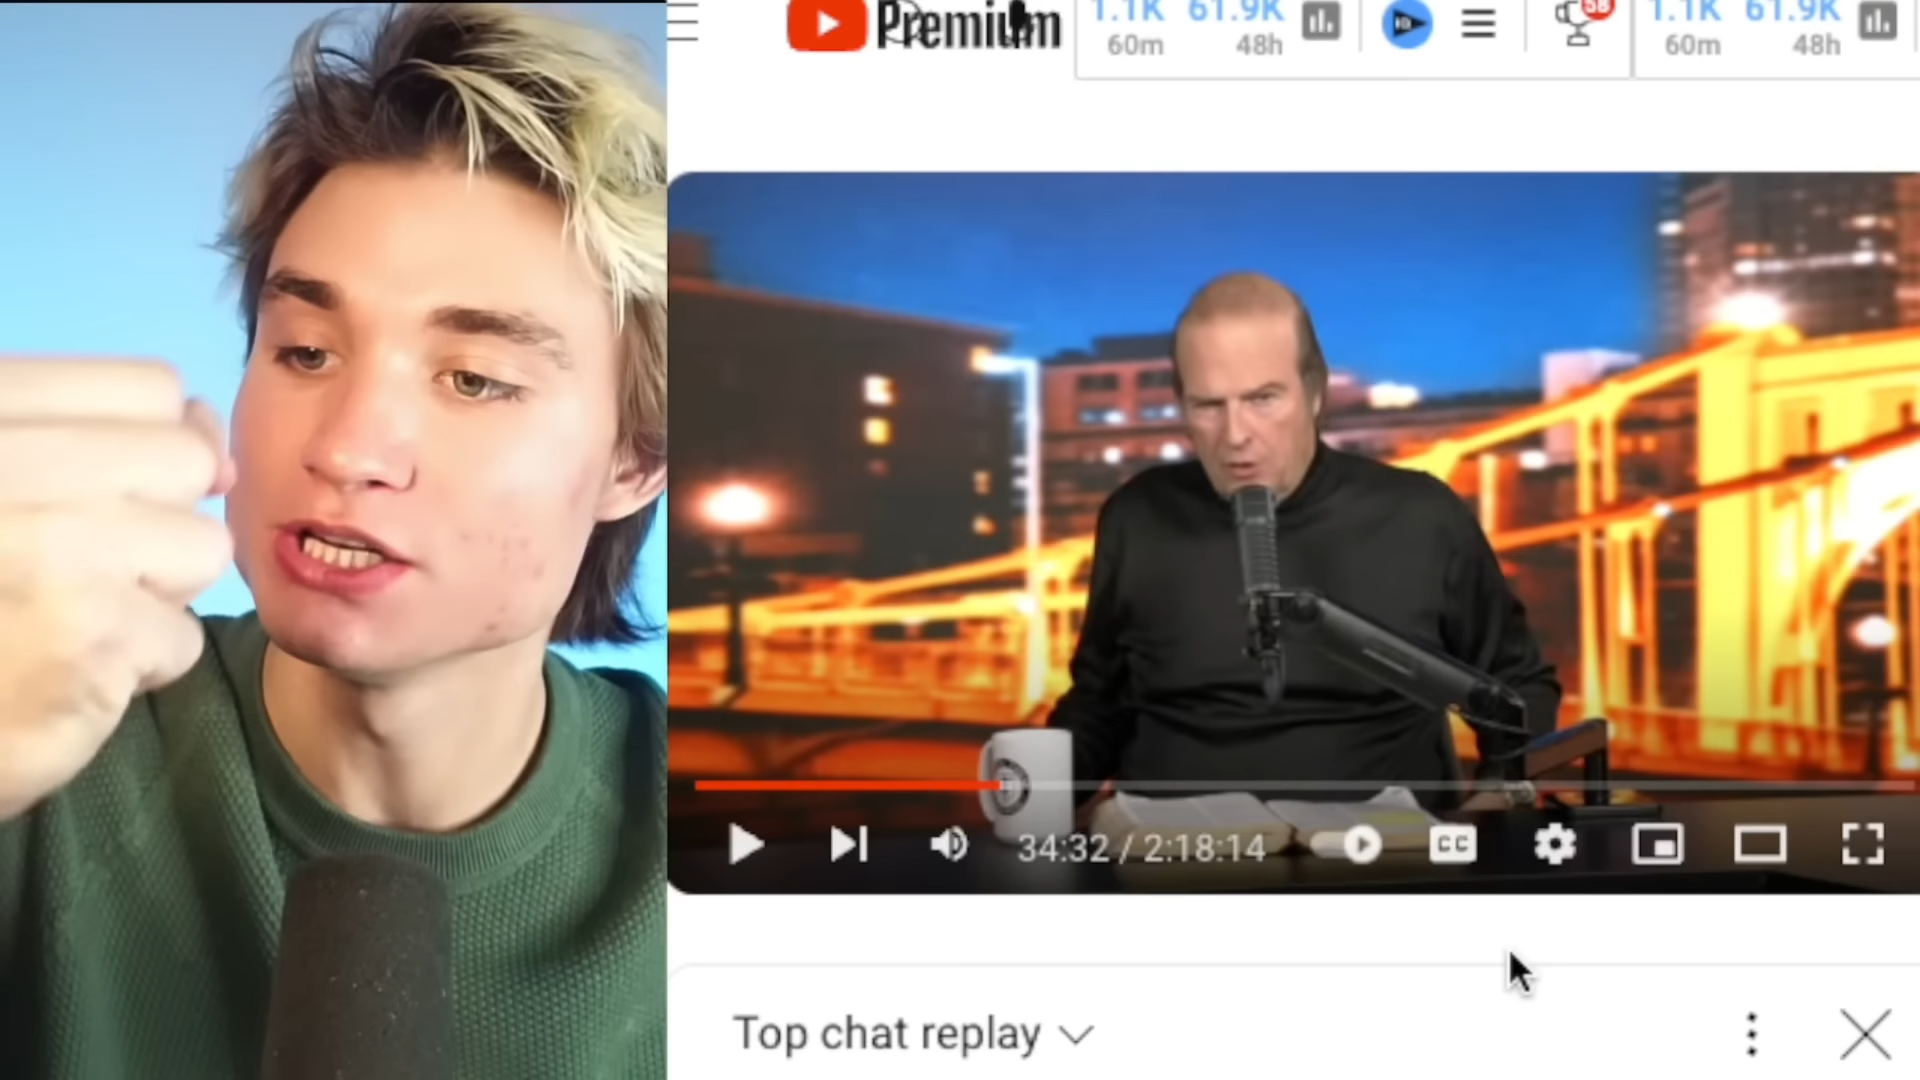 Premium
1.1K 61.9K 58 1.1K 61.9K
60m 48h 60m 48h
34:32 / 2:18:14 CC
Top chat replay